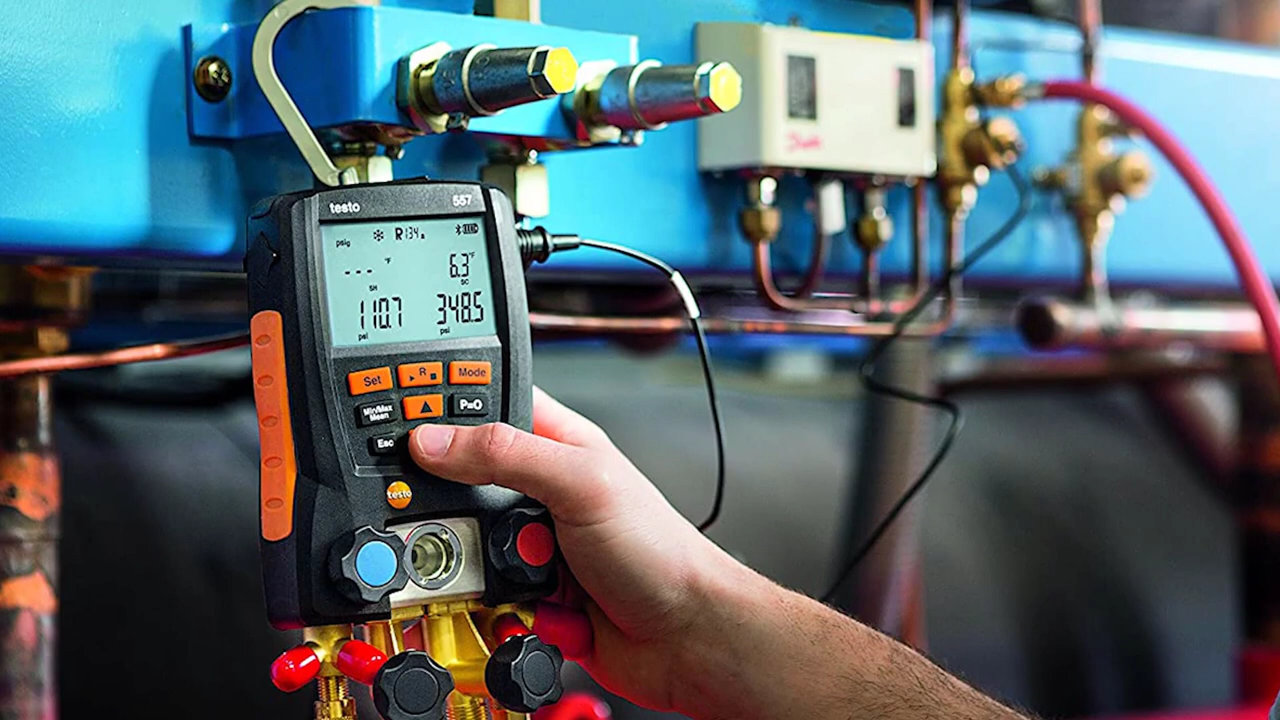 testo 557
psig R134a
--- °F 6.3°F
SH SC
110.7 348.5
psi psi
Set ▶ R ■ Mode
Min/Max Mean ▲ P=O
Esc
testo
Danfoss